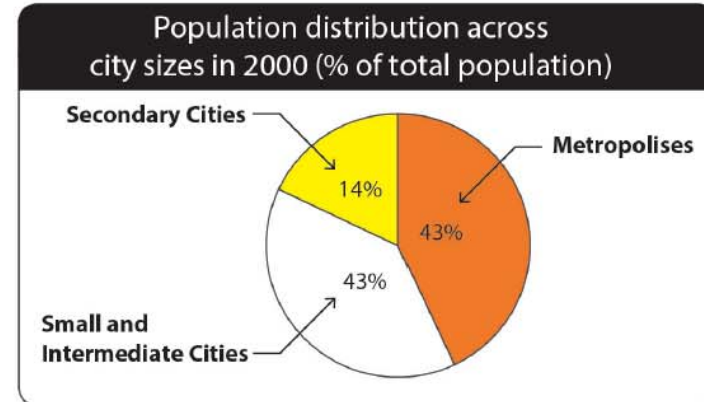 Population distribution across
city sizes in 2000 (% of total population)
Secondary Cities
Metropolises
14%
43%
43%
Small and
Intermediate Cities